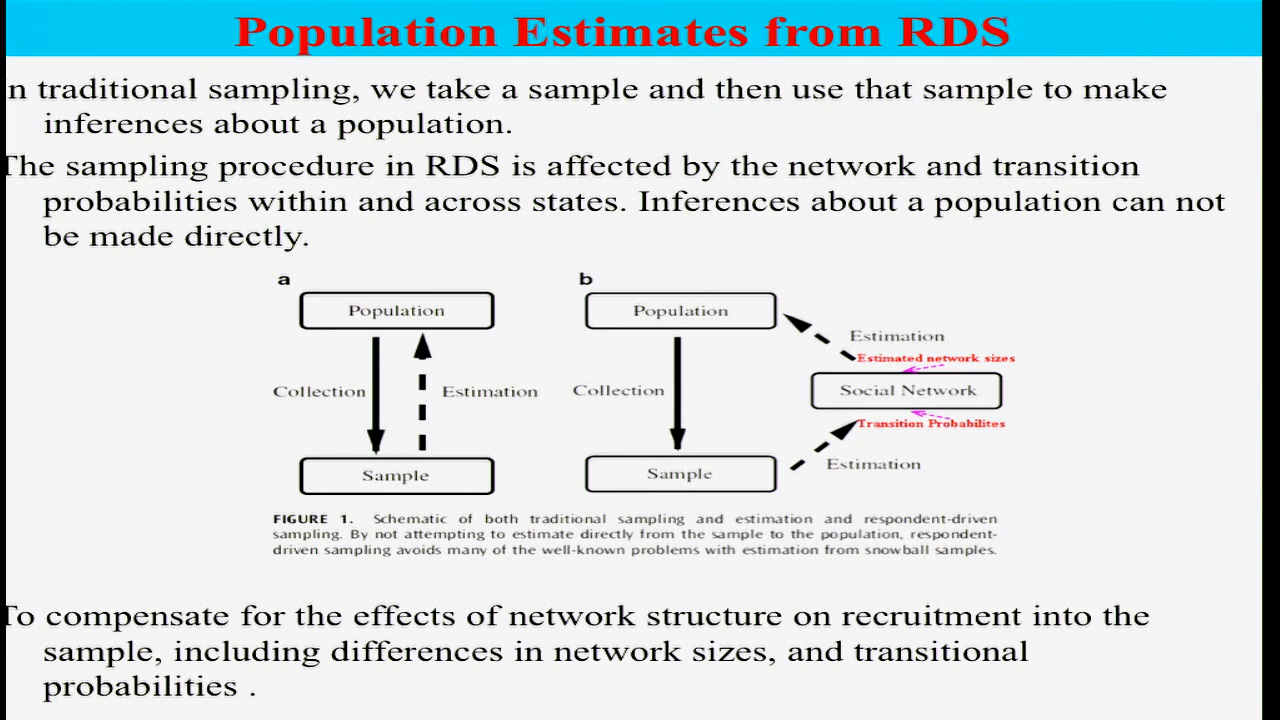 Population Estimates from RDS
n traditional sampling, we take a sample and then use that sample to make
inferences about a population.
The sampling procedure in RDS is affected by the network and transition
probabilities within and across states. Inferences about a population can not
be made directly.
a
Population
Collection
Estimation
Sample
b
Population
Collection
Sample
Estimation
Estimated network sizes
Social Network
Transition Probabilites
Estimation
FIGURE 1. Schematic of both traditional sampling and estimation and respondent-driven
sampling. By not attempting to estimate directly from the sample to the population, respondent-
driven sampling avoids many of the well-known problems with estimation from snowball samples.
To compensate for the effects of network structure on recruitment into the
sample, including differences in network sizes, and transitional
probabilities .